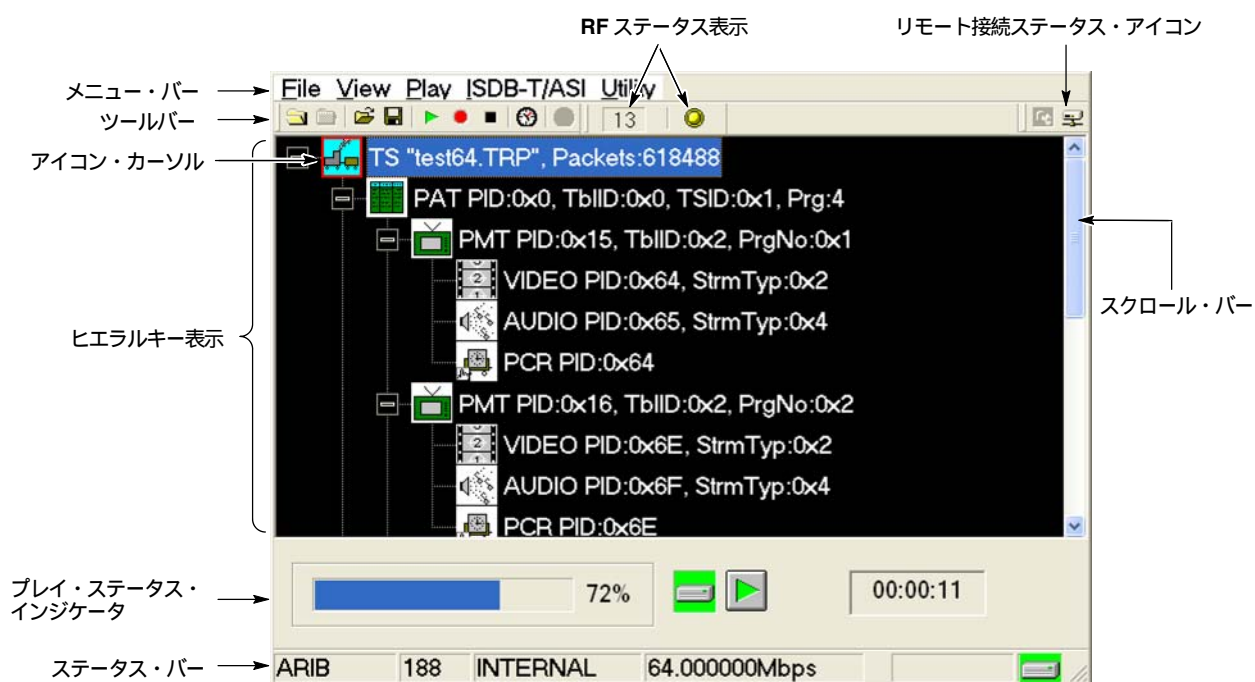 RF ステータス表示
リモート接続ステータス・アイコン
メニュー・バー
File View Play ISDB-T/ASI Utility
ツールバー
13
アイコン・カーソル
TS "test64.TRP", Packets:618488
PAT PID:0x0, TblID:0x0, TSID:0x1, Prg:4
PMT PID:0x15, TblID:0x2, PrgNo:0x1
VIDEO PID:0x64, StrmTyp:0x2
スクロール・バー
AUDIO PID:0x65, StrmTyp:0x4
ヒエラルキー表示
PCR PID:0x64
PMT PID:0x16, TblID:0x2, PrgNo:0x2
VIDEO PID:0x6E, StrmTyp:0x2
AUDIO PID:0x6F, StrmTyp:0x4
PCR PID:0x6E
プレイ・ステータス・
インジケータ
72%
00:00:11
ステータス・バー
ARIB 188 INTERNAL 64.000000Mbps